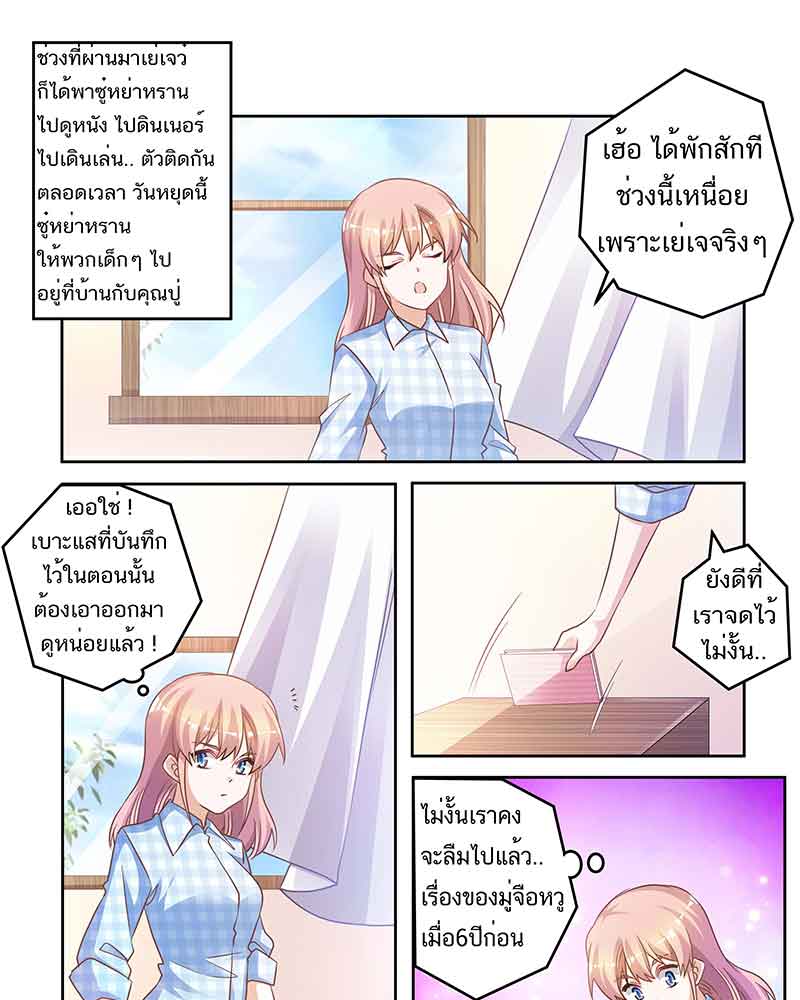 ช่วงที่ผ่านมาเย่เจว๋
ก็ได้พาซู๋หย่าหราน
ไปดูหนัง ไปดินเนอร์
ไปเดินเล่น.. ตัวติดกัน
ตลอดเวลา วันหยุดนี้
ซู๋หย่าหราน
ให้พวกเด็กๆ ไป
อยู่ที่บ้านกับคุณปู่
เฮ้อ ได้พักสักที
ช่วงนี้เหนื่อย
เพราะเย่เจจริงๆ
เออใช่ !
เบาะแสที่บันทึก
ไว้ในตอนนั้น
ต้องเอาออกมา
ดูหน่อยแล้ว !
ยังดีที่
เราจดไว้
ไม่งั้น..
ไม่งั้นเราคง
จะลืมไปแล้ว..
เรื่องของมู่จือหวู
เมื่อ6ปีก่อน